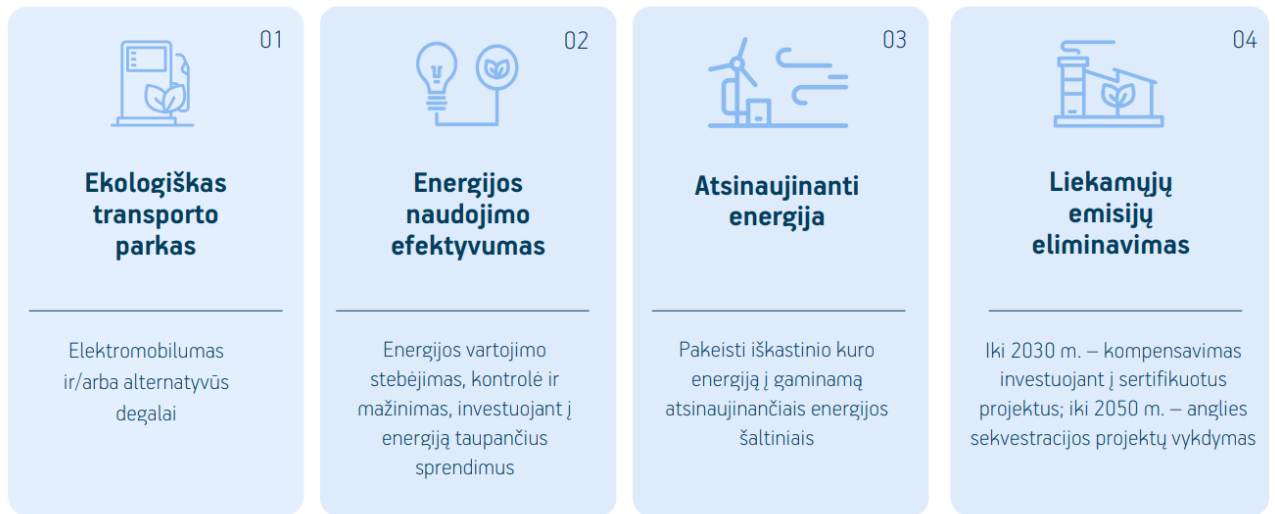 01
Ekologiškas
transporto
parkas
Elektromobilumas
ir/arba alternatyvūs
degalai
02
Energijos
naudojimo
efektyvumas
Energijos vartojimo
stebėjimas, kontrolė ir
mažinimas, investuojant į
energiją taupančius
sprendimus
03
Atsinaujinanti
energija
Pakeisti iškastinio kuro
energiją į gaminamą
atsinaujinančiais energijos
šaltiniais
04
Liekamųjų
emisijų
eliminavimas
Iki 2030 m. – kompensavimas
investuojant į sertifikuotus
projektus; iki 2050 m. – anglies
sekvestracijos projektų vykdymas